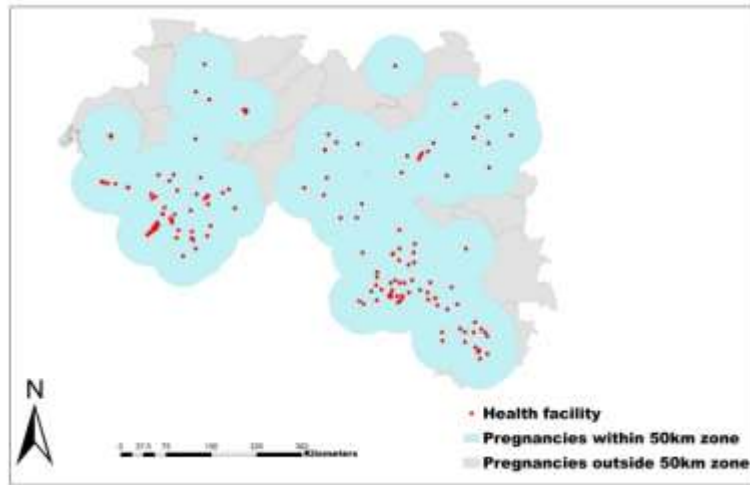 N
Health facility
Pregnancies within 50km zone
Pregnancies outside 50km zone
Kilometers